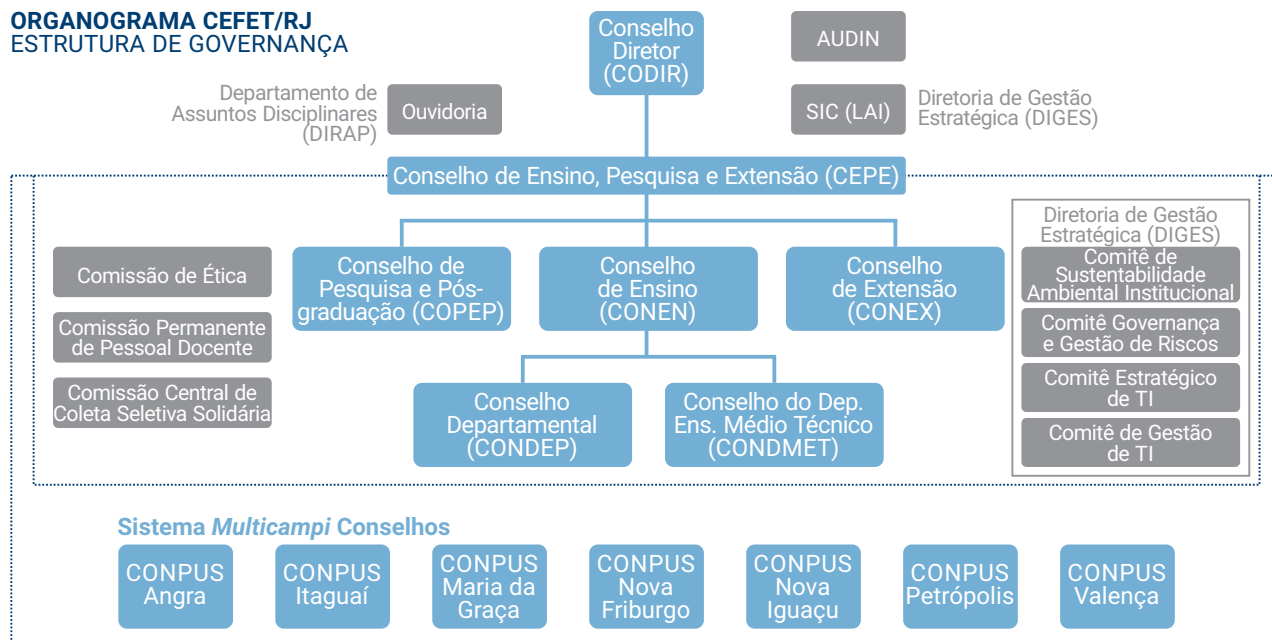 ORGANOGRAMA CEFET/RJ
ESTRUTURA DE GOVERNANÇA
Conselho
Diretor
(CODIR)
AUDIN
Departamento de
Assuntos Disciplinares
(DIRAP)
Ouvidoria
SIC (LAI)
Diretoria de Gestão
Estratégica (DIGES)
Conselho de Ensino, Pesquisa e Extensão (CEPE)
Comissão de Ética
Comissão Permanente
de Pessoal Docente
Comissão Central de
Coleta Seletiva Solidária
Conselho de
Pesquisa e Pós-
graduação (COPEP)
Conselho
de Ensino
(CONEN)
Conselho
de Extensão
(CONEX)
Conselho
Departamental
(CONDEP)
Conselho do Dep.
Ens. Médio Técnico
(CONDMET)
Diretoria de Gestão
Estratégica (DIGES)
Comitê de
Sustentabilidade
Ambiental Institucional
Comitê Governança
e Gestão de Riscos
Comitê Estratégico
de TI
Comitê de Gestão
de TI
Sistema Multicampi Conselhos
CONPUS
Angra
CONPUS
Itaguaí
CONPUS
Maria da
Graça
CONPUS
Nova
Friburgo
CONPUS
Nova
Iguaçu
CONPUS
Petrópolis
CONPUS
Valença